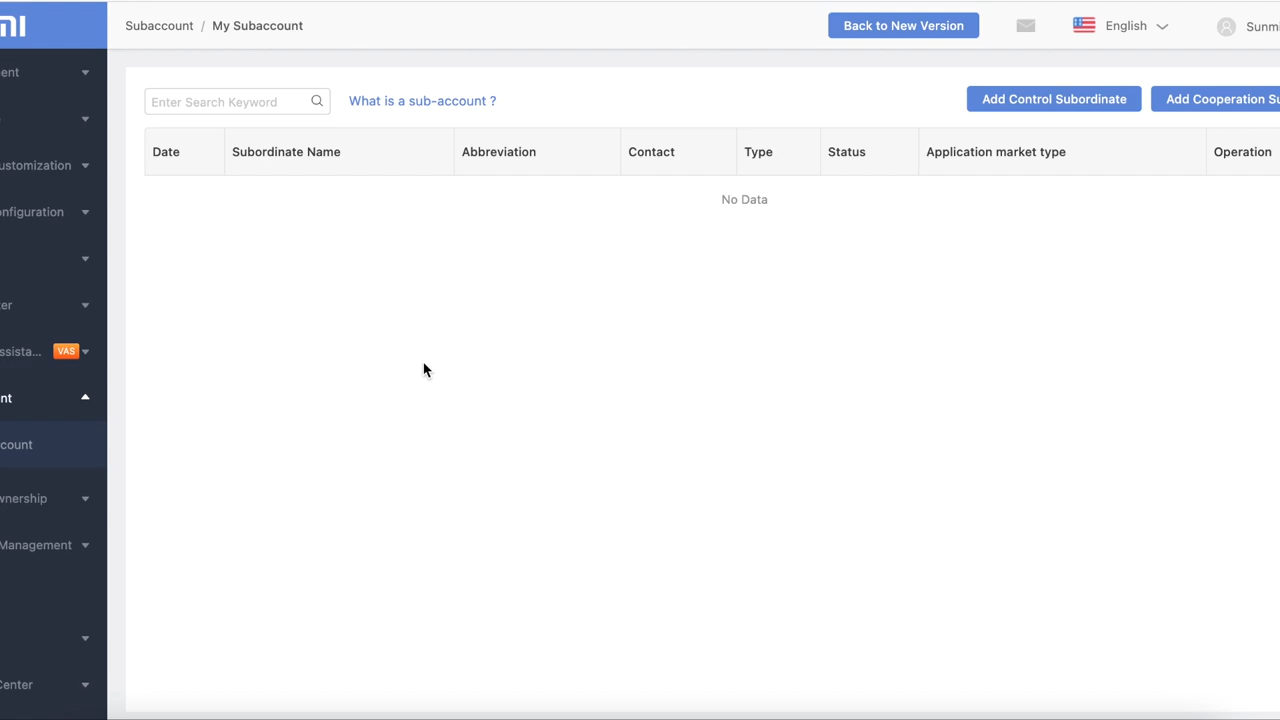 Subaccount / My Subaccount
Back to New Version
English
Sunmi
ent
ustomization
onfiguration
ter
ssista...
VAS
nt
count
wnership
Management
Center
Enter Search Keyword
What is a sub-account ?
Add Control Subordinate
Add Cooperation Su
Date
Subordinate Name
Abbreviation
Contact
Type
Status
Application market type
Operation
No Data